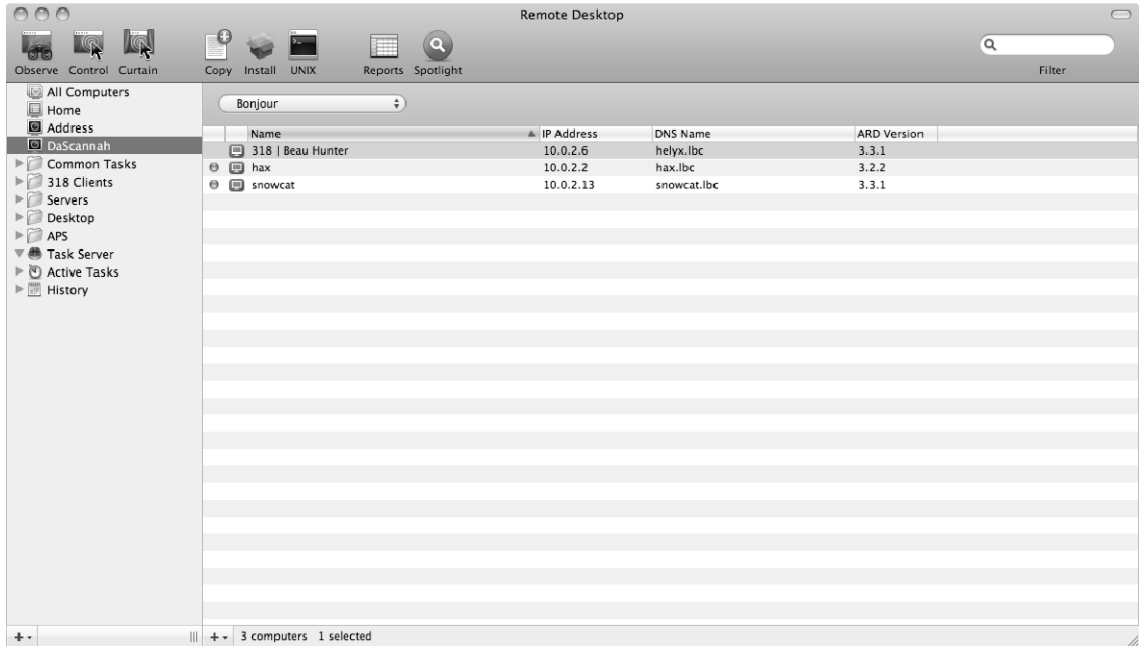 Remote Desktop
Observe Control Curtain Copy Install UNIX Reports Spotlight Filter
All Computers
Home
Address
DaScannah
Common Tasks
318 Clients
Servers
Desktop
APS
Task Server
Active Tasks
History
Bonjour
Name IP Address DNS Name ARD Version
318 | Beau Hunter 10.0.2.6 helyx.lbc 3.3.1
hax 10.0.2.2 hax.lbc 3.2.2
snowcat 10.0.2.13 snowcat.lbc 3.3.1
3 computers 1 selected